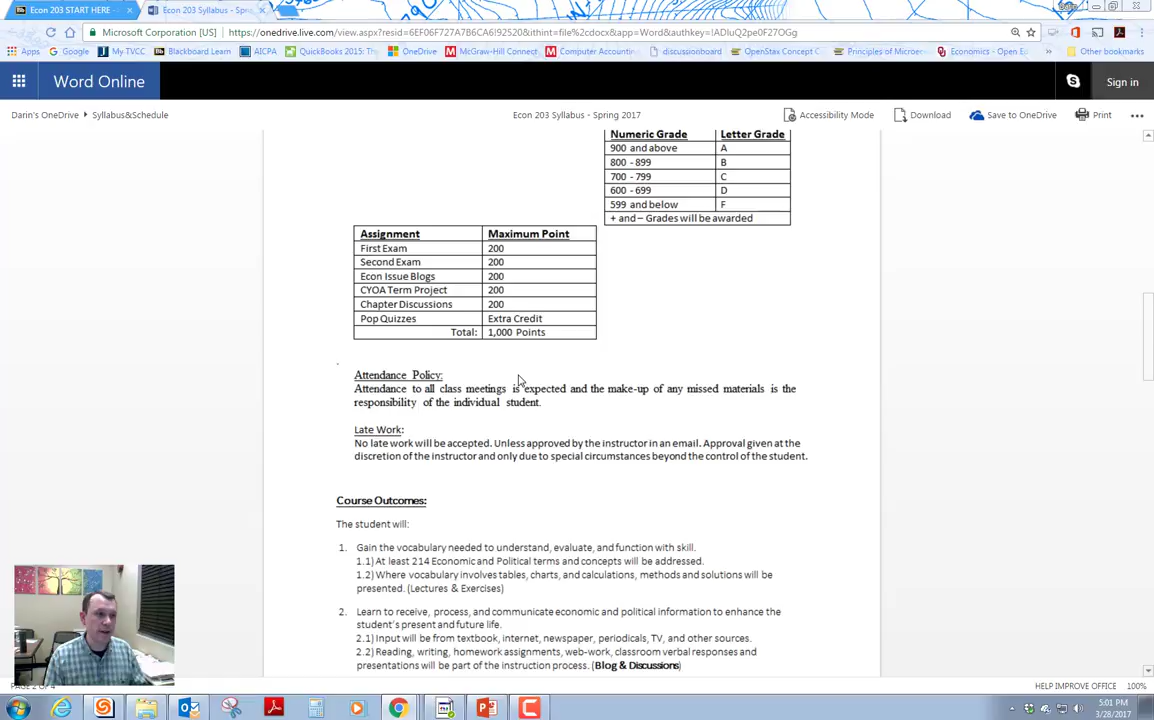 Econ 203 START HERE -
Econ 203 Syllabus - Spr
Microsoft Corporation [US]
https://onedrive.live.com/view.aspx?resid=6EF06F727A7B6CA6!92520&ithint=file%2cdocx&app=Word&authkey=!ADluQ2pe0F27OGg
Apps
Google
My TVCC
Blackboard Learn
AICPA
QuickBooks 2015: Th
OneDrive
McGraw-Hill Connect
Computer Accountin
discussionboard
OpenStax Concept C
Principles of Microe
Economics - Open E
Other bookmarks
Word Online
Sign in
Darin's OneDrive
Syllabus&Schedule
Econ 203 Syllabus - Spring 2017
Accessibility Mode
Download
Save to OneDrive
Print
Numeric Grade Letter Grade
900 and above A
800 - 899 B
700 - 799 C
600 - 699 D
599 and below F
+ and – Grades will be awarded
Assignment Maximum Point
First Exam 200
Second Exam 200
Econ Issue Blogs 200
CYOA Term Project 200
Chapter Discussions 200
Pop Quizzes Extra Credit
Total: 1,000 Points
Attendance Policy:
Attendance to all class meetings is expected and the make-up of any missed materials is the
responsibility of the individual student.
Late Work:
No late work will be accepted. Unless approved by the instructor in an email. Approval given at the
discretion of the instructor and only due to special circumstances beyond the control of the student.
Course Outcomes:
The student will:
1. Gain the vocabulary needed to understand, evaluate, and function with skill.
1.1) At least 214 Economic and Political terms and concepts will be addressed.
1.2) Where vocabulary involves tables, charts, and calculations, methods and solutions will be
presented. (Lectures & Exercises)
2. Learn to receive, process, and communicate economic and political information to enhance the
student's present and future life.
2.1) Input will be from textbook, internet, newspaper, periodicals, TV, and other sources.
2.2) Reading, writing, homework assignments, web-work, classroom verbal responses and
presentations will be part of the instruction process. (Blog & Discussions)
PAGE 2 OF 4
HELP IMPROVE OFFICE
100%
5:01 PM
3/28/2017